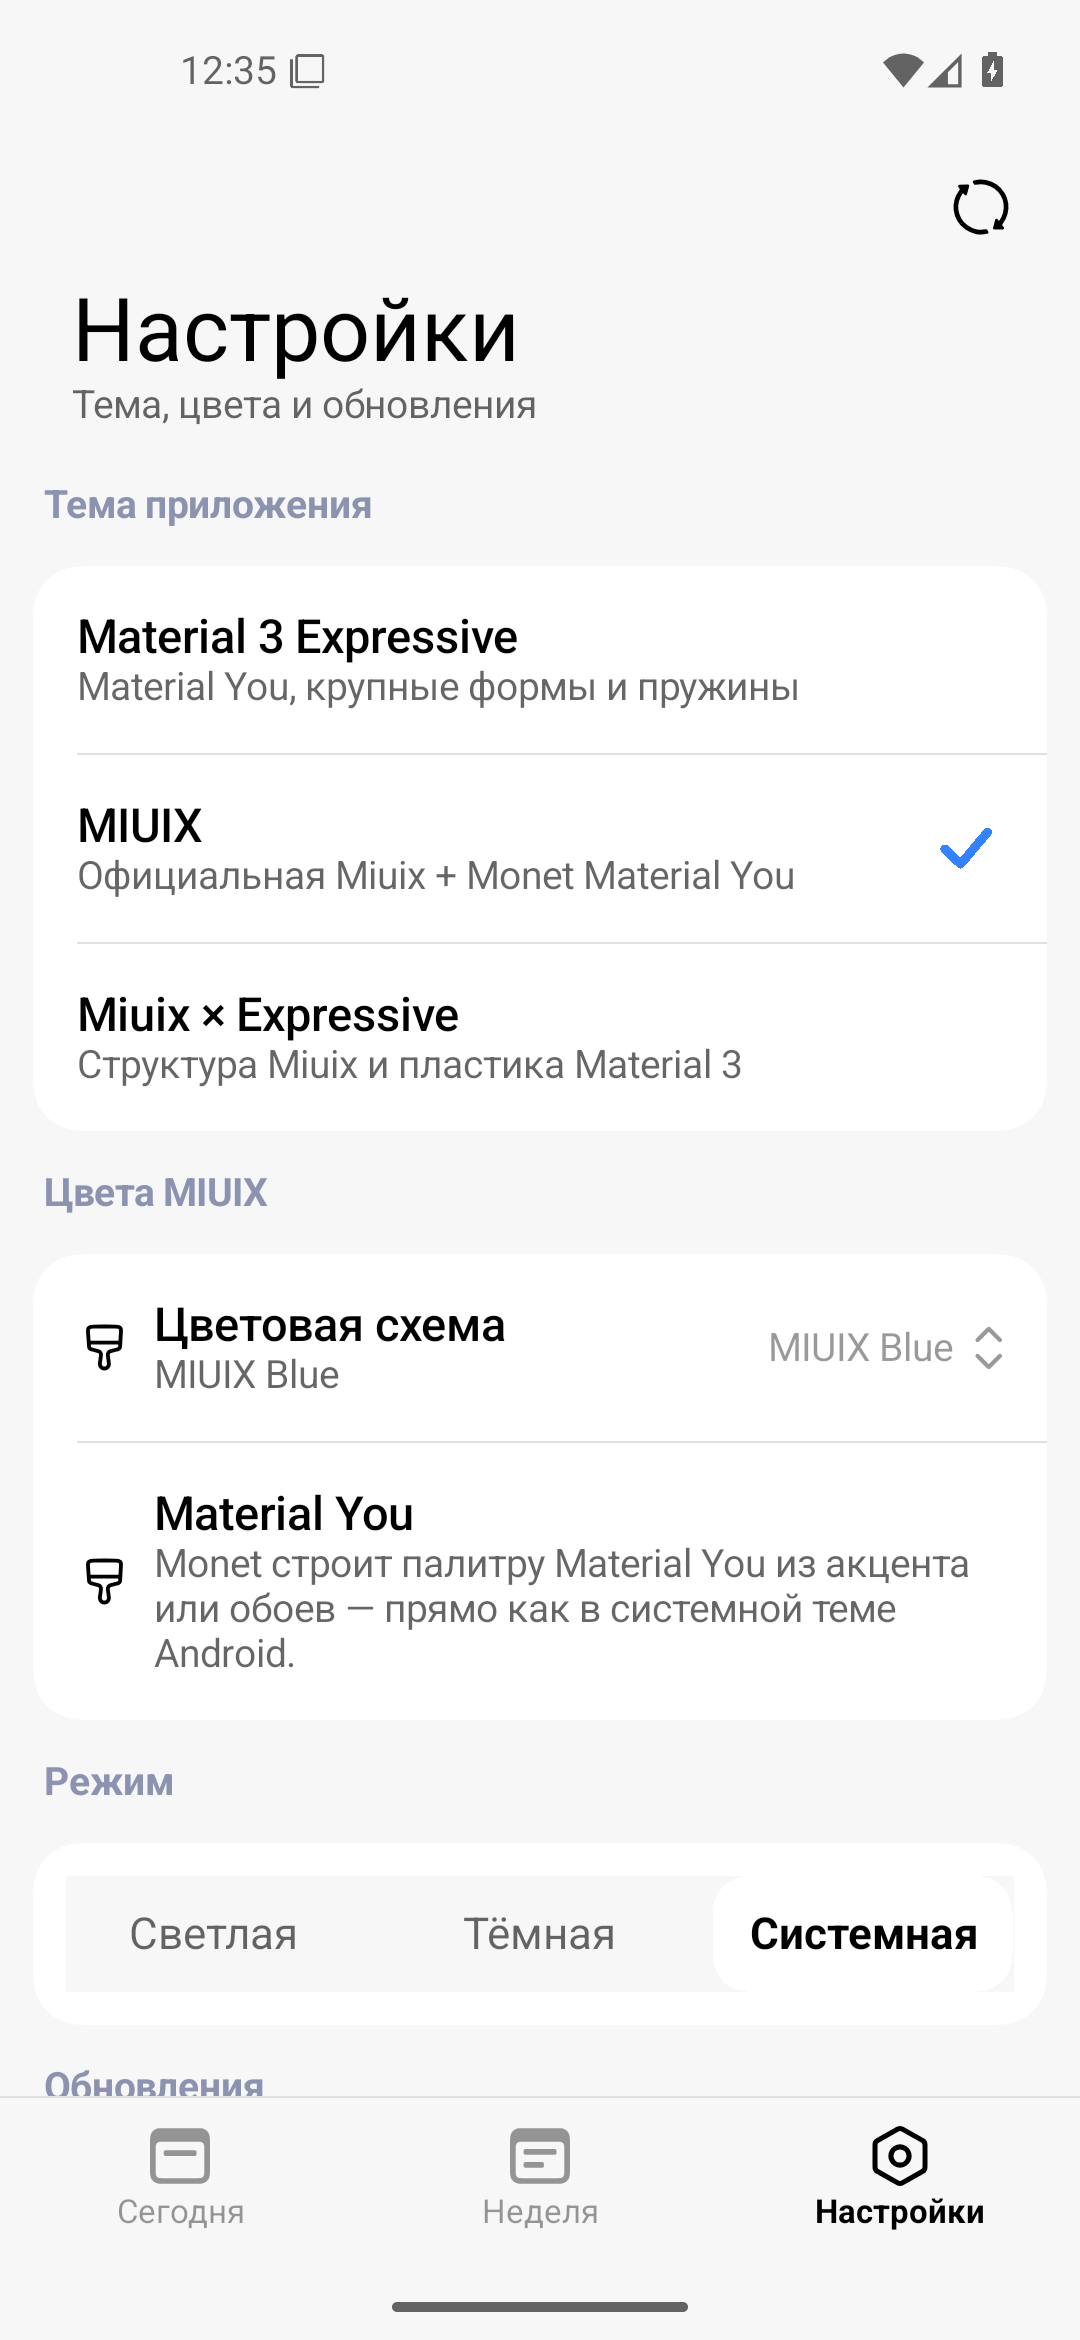 12:35
Настройки
Тема, цвета и обновления
Тема приложения
Material 3 Expressive
Material You, крупные формы и пружины
MIUIX
Официальная Miuix + Monet Material You
Miuix × Expressive
Структура Miuix и пластика Material 3
Цвета MIUIX
Цветовая схема
MIUIX Blue
MIUIX Blue
Material You
Monet строит палитру Material You из акцента
или обоев — прямо как в системной теме
Android.
Режим
Светлая
Тёмная
Системная
Обновления
Сегодня
Неделя
Настройки